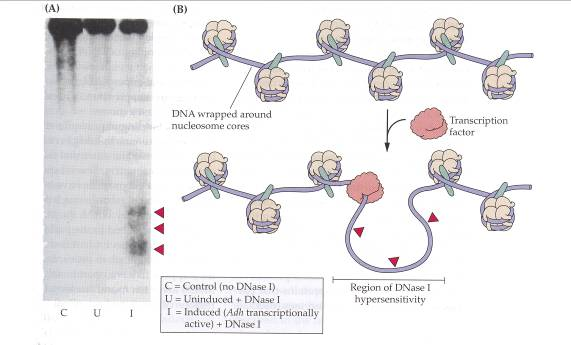 (A)
(B)
DNA wrapped around
nucleosome cores
Transcription
factor
Region of DNase I
hypersensitivity
C U I
C = Control (no DNase I)
U = Uninduced + DNase I
I = Induced (Adh transcriptionally
active) + DNase I